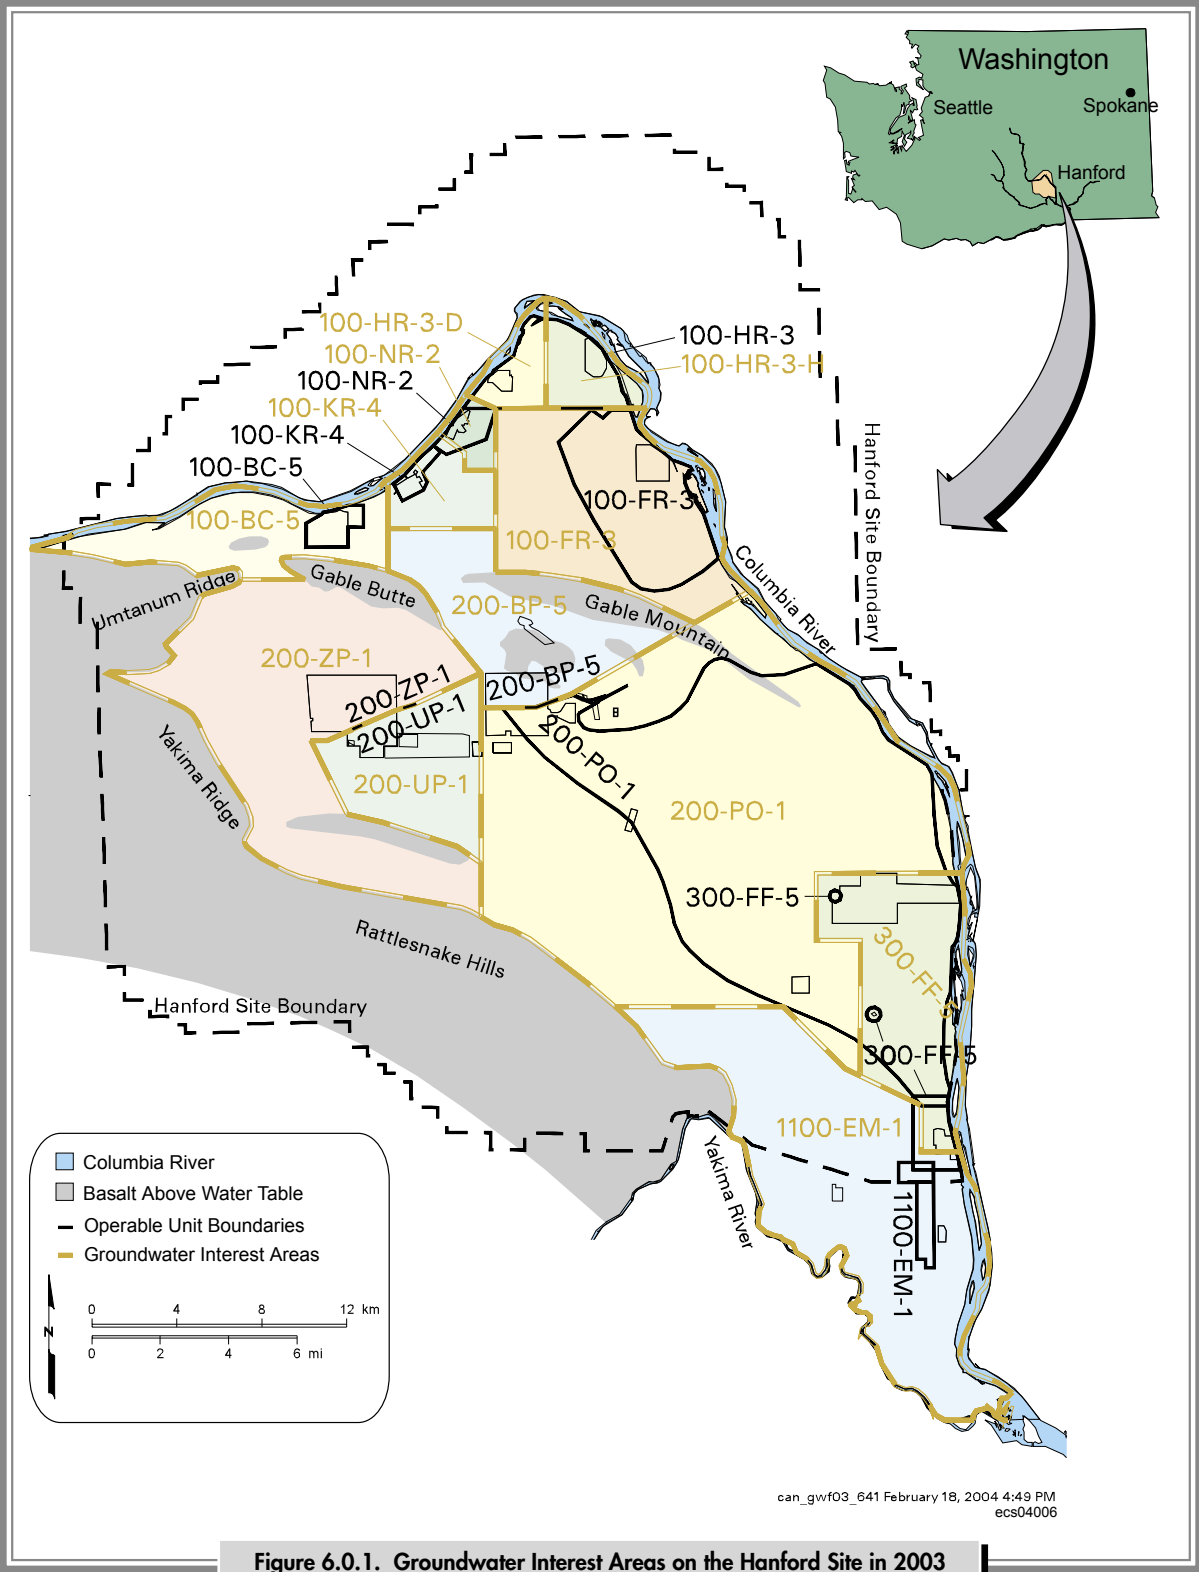 Washington
Seattle
Spokane
Hanford
100-HR-3-D
100-HR-3
100-NR-2
100-HR-3-H
100-NR-2
100-KR-4
100-KR-4
100-BC-5
100-BC-5
100-FR-3
100-FR-3
Hanford Site Boundary
Columbia River
Umtanum Ridge
Gable Butte
200-BP-5
Gable Mountain
200-ZP-1
200-ZP-1
200-BP-5
200-UP-1
200-PO-1
200-UP-1
Yakima Ridge
200-PO-1
300-FF-5
300-FF-5
Rattlesnake Hills
Hanford Site Boundary
300-FF-5
1100-EM-1
Yakima River
1100-EM-1
Columbia River
Basalt Above Water Table
Operable Unit Boundaries
Groundwater Interest Areas
0 4 8 12 km
N
0 2 4 6 mi
can_gwf03_641 February 18, 2004 4:49 PM
ecs04006
Figure 6.0.1. Groundwater Interest Areas on the Hanford Site in 2003